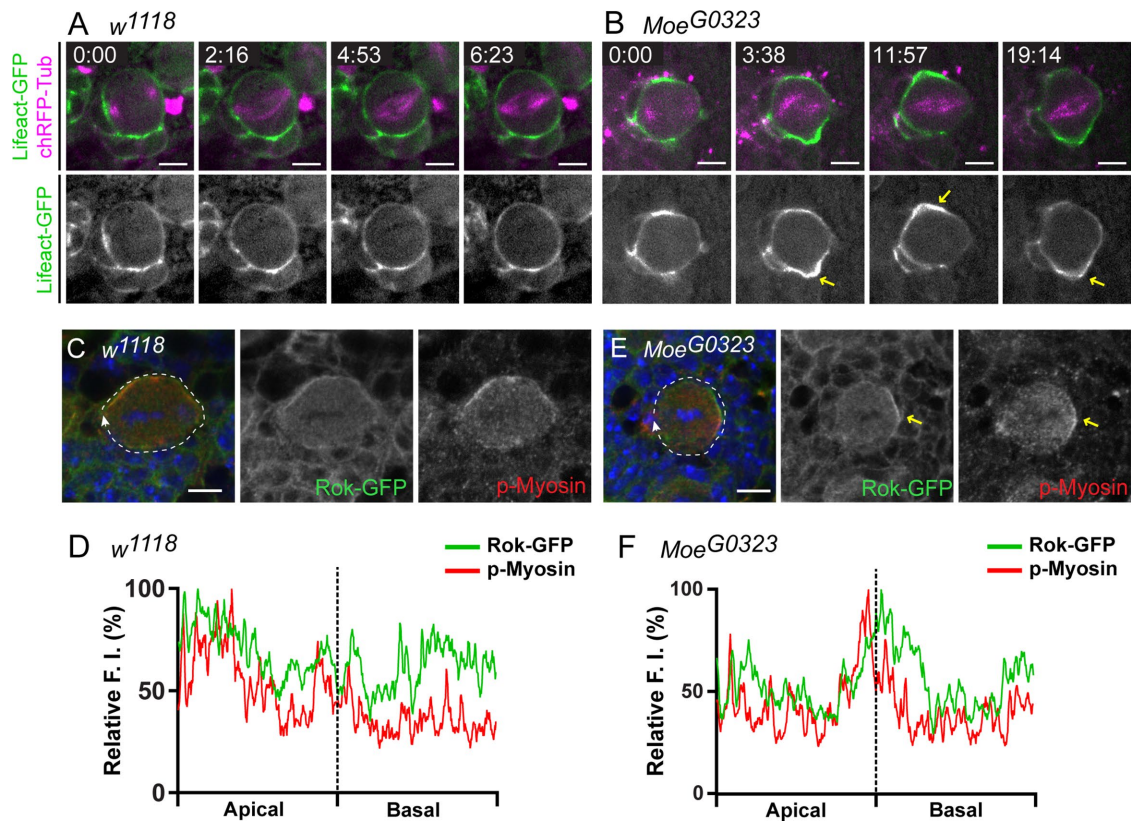 A w1118
B MoeG0323
Lifeact-GFP
chRFP-Tub
0:00 2:16 4:53 6:23
0:00 3:38 11:57 19:14
Lifeact-GFP
C w1118
E MoeG0323
Rok-GFP
p-Myosin
Rok-GFP
p-Myosin
D w1118
Rok-GFP
p-Myosin
Relative F. I. (%)
100
50
0
Apical Basal
F MoeG0323
Rok-GFP
p-Myosin
Relative F. I. (%)
100
50
0
Apical Basal